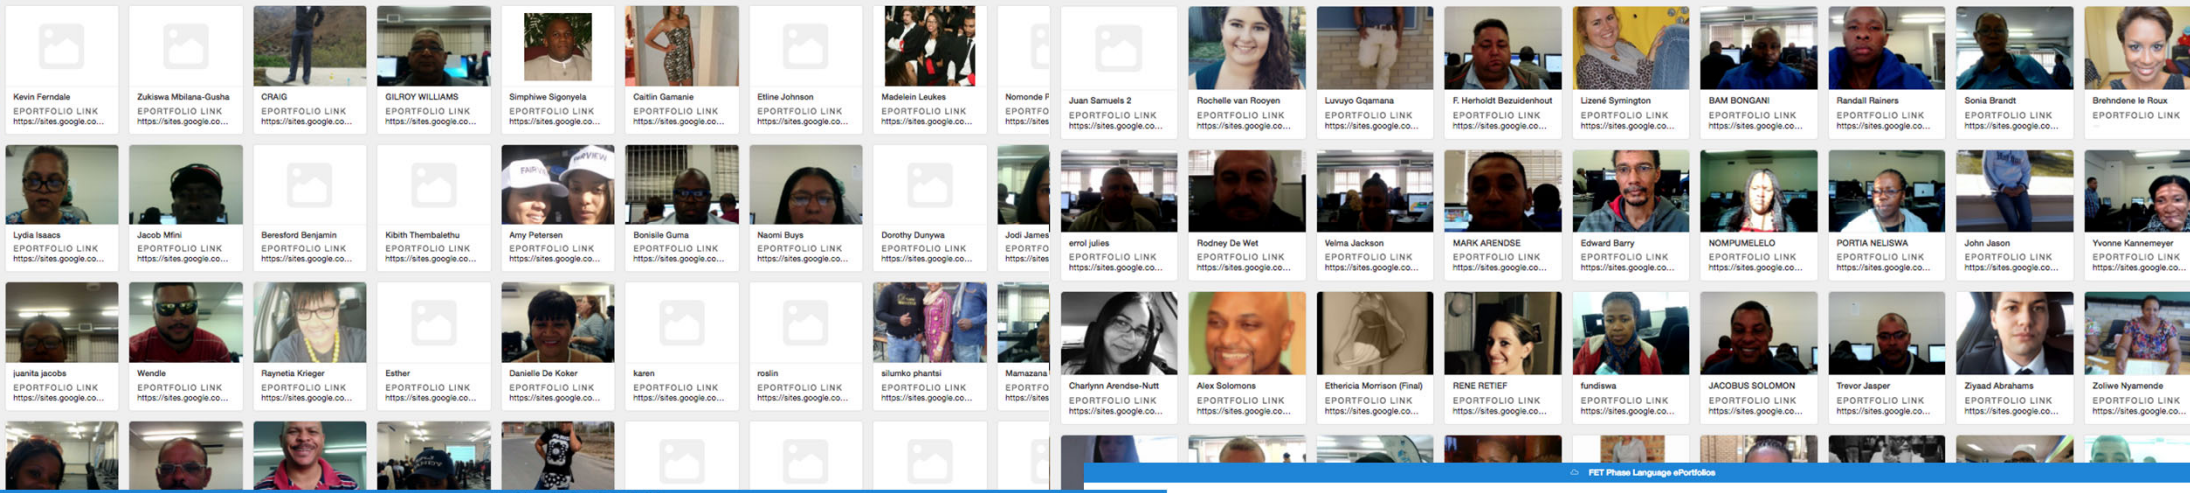 Kevin Ferndale
EPORTFOLIO LINK
https://sites.google.co...
Zukiswa Mbilana-Gusha
EPORTFOLIO LINK
https://sites.google.co...
CRAIG
EPORTFOLIO LINK
https://sites.google.co...
GILROY WILLIAMS
EPORTFOLIO LINK
https://sites.google.co...
Simphiwe Sigonyela
EPORTFOLIO LINK
https://sites.google.co...
Caitlin Gamanie
EPORTFOLIO LINK
https://sites.google.co...
Etline Johnson
EPORTFOLIO LINK
https://sites.google.co...
Madelein Leukes
EPORTFOLIO LINK
https://sites.google.co...
Nomonde P
EPORTFO
https://site
Juan Samuels 2
EPORTFOLIO LINK
https://sites.google.co...
Rochelle van Rooyen
EPORTFOLIO LINK
https://sites.google.co...
Luvuyo Gqamana
EPORTFOLIO LINK
https://sites.google.co...
F. Herholdt Bezuidenhout
EPORTFOLIO LINK
https://sites.google.co...
Lizené Symington
EPORTFOLIO LINK
https://sites.google.co...
BAM BONGANI
EPORTFOLIO LINK
https://sites.google.co...
Randall Rainers
EPORTFOLIO LINK
https://sites.google.co...
Sonia Brandt
EPORTFOLIO LINK
https://sites.google.co...
Brehndene le Roux
EPORTFOLIO LINK
...
Lydia Isaacs
EPORTFOLIO LINK
https://sites.google.co...
Jacob Mfini
EPORTFOLIO LINK
https://sites.google.co...
Beresford Benjamin
EPORTFOLIO LINK
https://sites.google.co...
Kibith Thembalethu
EPORTFOLIO LINK
https://sites.google.co...
FAIRVIEW
Amy Petersen
EPORTFOLIO LINK
https://sites.google.co...
Bonisile Guma
EPORTFOLIO LINK
https://sites.google.co...
Naomi Buys
EPORTFOLIO LINK
https://sites.google.co...
Dorothy Dunywa
EPORTFOLIO LINK
https://sites.google.co...
Jodi James
EPORTFO
https://site
errol julies
EPORTFOLIO LINK
https://sites.google.co...
Rodney De Wet
EPORTFOLIO LINK
https://sites.google.co...
Velma Jackson
EPORTFOLIO LINK
https://sites.google.co...
MARK ARENDSE
EPORTFOLIO LINK
https://sites.google.co...
Edward Barry
EPORTFOLIO LINK
https://sites.google.co...
NOMPUMELELO
EPORTFOLIO LINK
https://sites.google.co...
PORTIA NELISWA
EPORTFOLIO LINK
https://sites.google.co...
John Jason
EPORTFOLIO LINK
https://sites.google.co...
Yvonne Kannemeyer
EPORTFOLIO LINK
https://sites.google.co...
juanita jacobs
EPORTFOLIO LINK
https://sites.google.co...
Wendle
EPORTFOLIO LINK
https://sites.google.co...
Raynetia Krieger
EPORTFOLIO LINK
https://sites.google.co...
Esther
EPORTFOLIO LINK
https://sites.google.co...
Danielle De Koker
EPORTFOLIO LINK
https://sites.google.co...
karen
EPORTFOLIO LINK
https://sites.google.co...
roslin
EPORTFOLIO LINK
https://sites.google.co...
silumko phantsi
EPORTFOLIO LINK
https://sites.google.co...
Mamazana
EPORTFO
https://site
Charlynn Arendse-Nutt
EPORTFOLIO LINK
https://sites.google.co...
Alex Solomons
EPORTFOLIO LINK
https://sites.google.co...
Ethericia Morrison (Final)
EPORTFOLIO LINK
https://sites.google.co...
RENE RETIEF
EPORTFOLIO LINK
https://sites.google.co...
fundiswa
EPORTFOLIO LINK
https://sites.google.co...
JACOBUS SOLOMON
EPORTFOLIO LINK
https://sites.google.co...
Trevor Jasper
EPORTFOLIO LINK
https://sites.google.co...
Ziyaad Abrahams
EPORTFOLIO LINK
https://sites.google.co...
Zoliwe Nyamende
EPORTFOLIO LINK
https://sites.google.co...
FET Phase Language ePortfolios